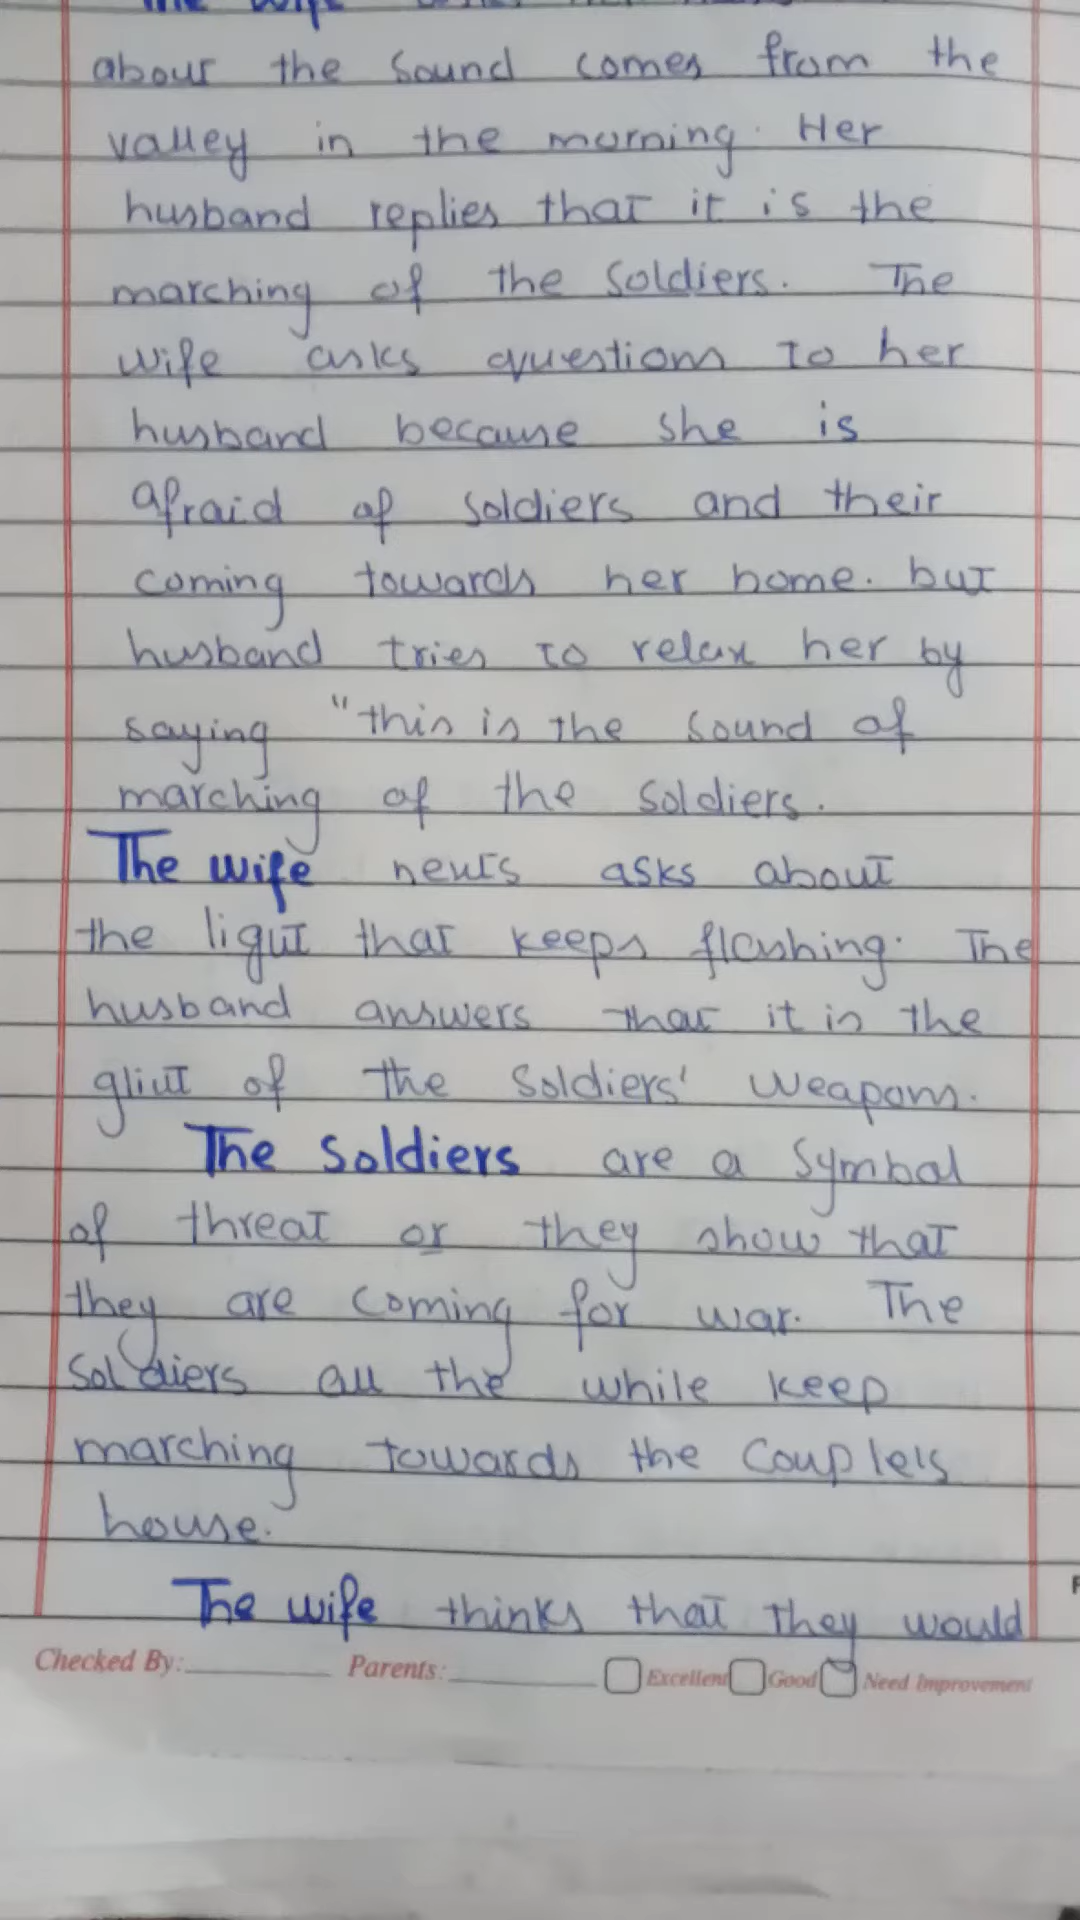 The wife
about the sound comes from the
valley in the morning. Her
husband replies that it is the
marching of the soldiers. The
wife asks questions to her
husband because she is
afraid of soldiers and their
coming towards her home. but
husband tries to relax her by
saying "this is the sound of
marching of the soldiers.
The wife nexts asks about
the light that keeps flashing. The
husband answers that it is the
glint of the soldiers' weapons.
The Soldiers are a symbol
of threat or they show that
they are coming for war. The
soldiers all the while keep
marching towards the couple's
house.
The wife thinks that they would
Checked By: Parents: Excellent Good Need Improvement